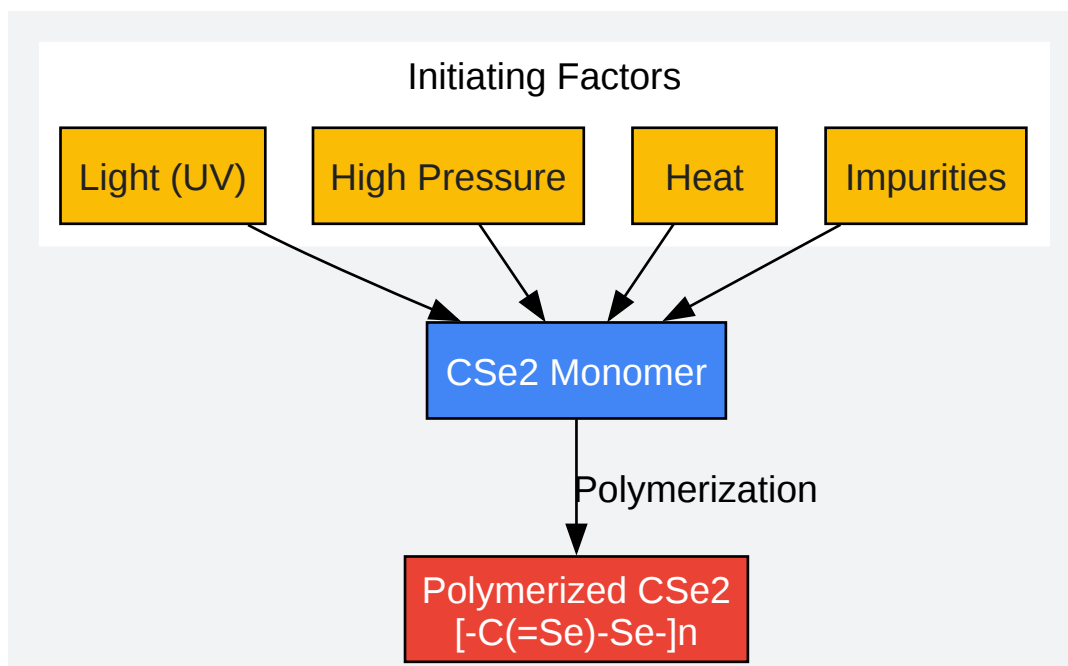 Initiating Factors
Light (UV)
High Pressure
Heat
Impurities
CSe2 Monomer
Polymerization
Polymerized CSe2
[-C(=Se)-Se-]n